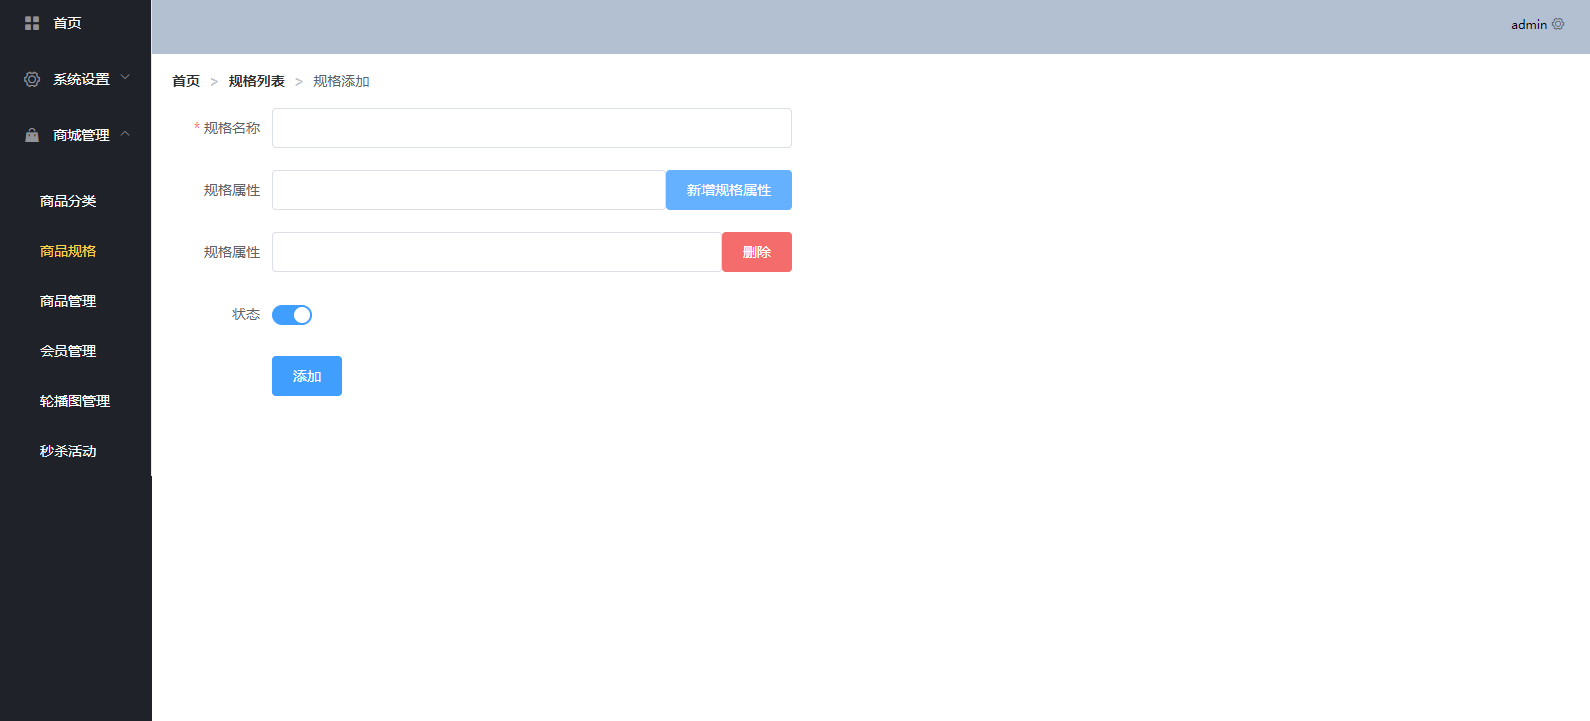 首页
系统设置
商城管理
商品分类
商品规格
商品管理
会员管理
轮播图管理
秒杀活动
admin
首页 > 规格列表 > 规格添加
* 规格名称
规格属性 新增规格属性
规格属性 删除
状态
添加